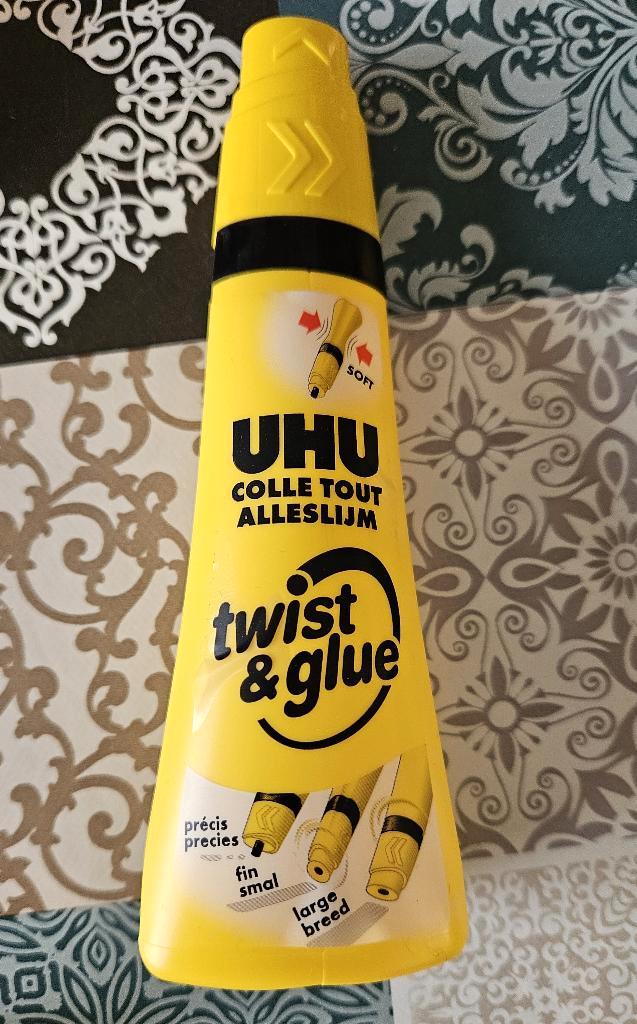 SOFT
UHU
COLLE TOUT
ALLESLIJM
twist
& glue
précis
precies
fin
smal
large
breed